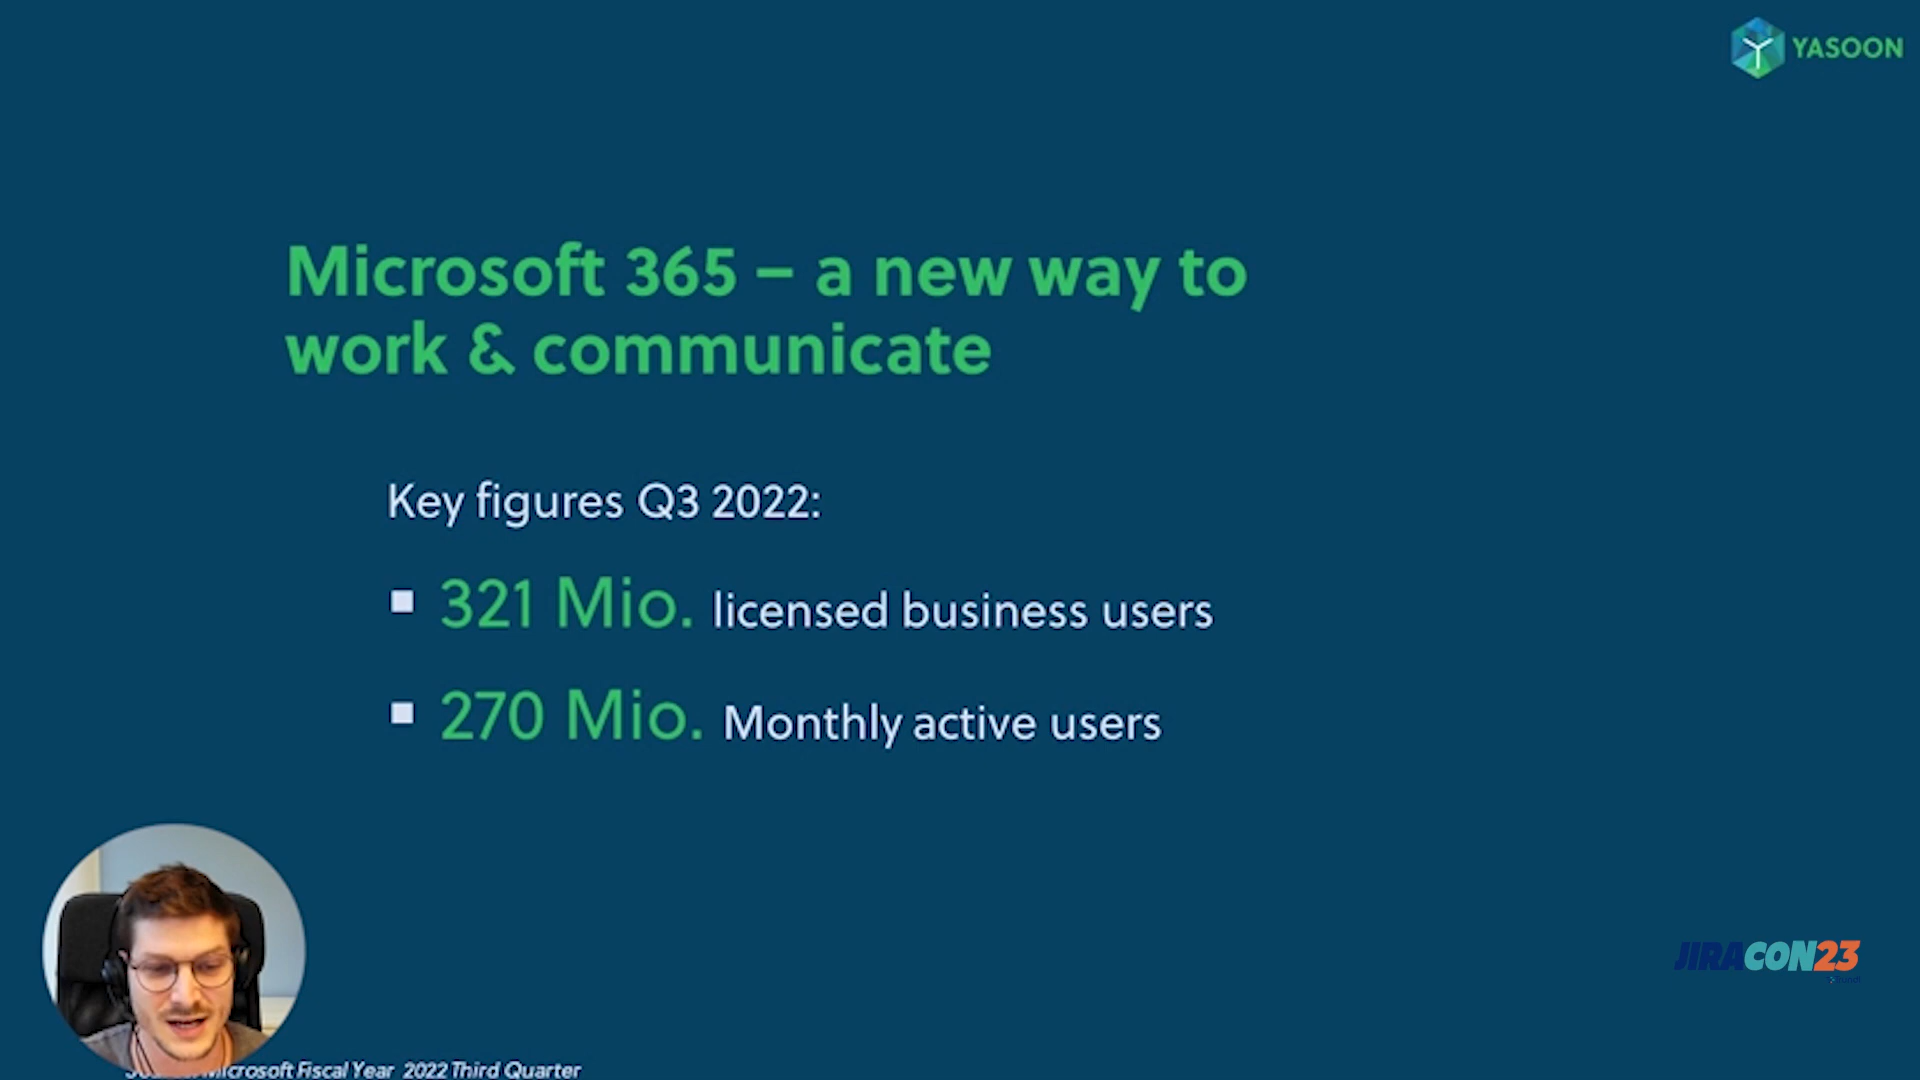 YASOON
Microsoft 365 – a new way to
work & communicate
Key figures Q3 2022:
321 Mio. licensed business users
270 Mio. Monthly active users
JIRACON23
Microsoft Fiscal Year 2022 Third Quarter